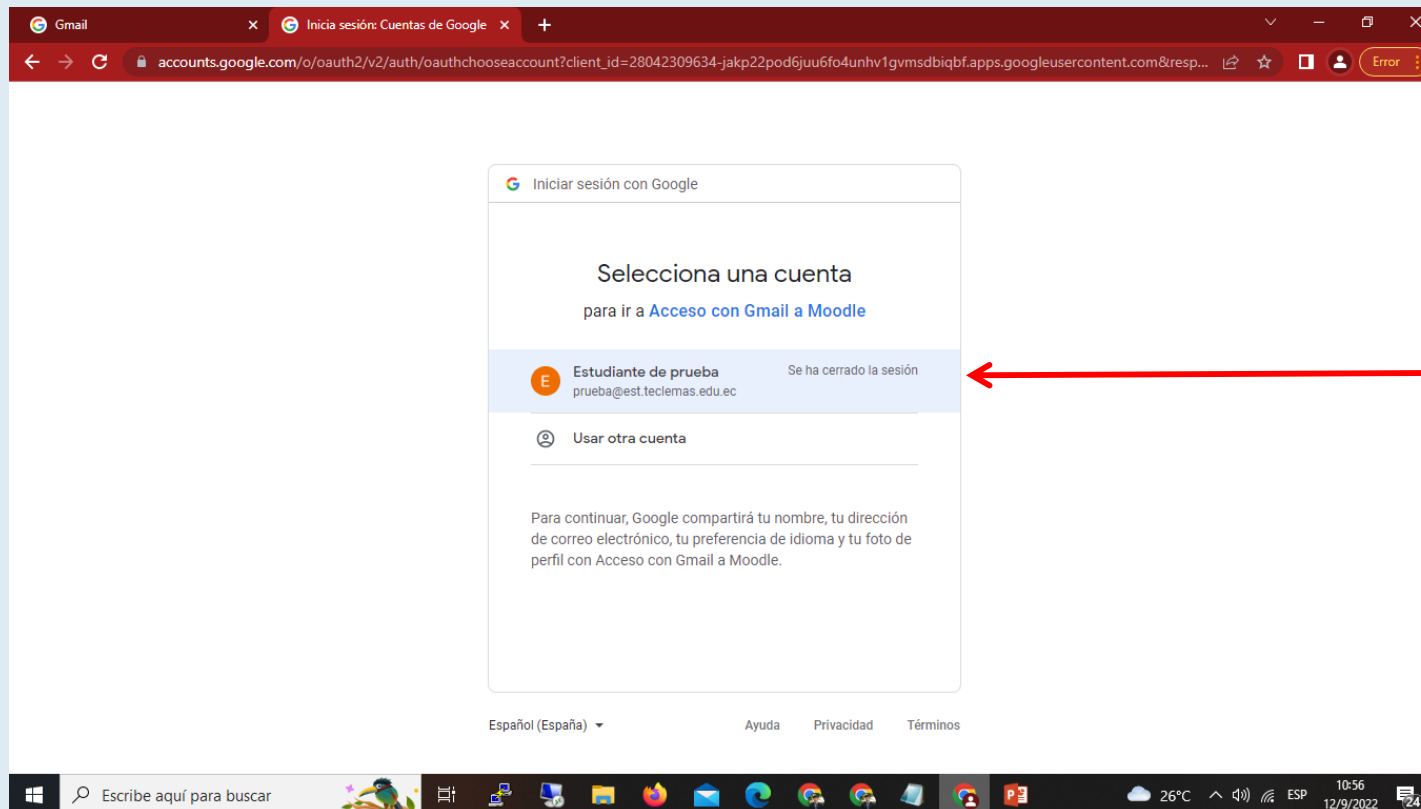 Gmail
Inicia sesión: Cuentas de Google
accounts.google.com/o/oauth2/v2/auth/oauthchooseaccount?client_id=28042309634-jakp22pod6juu6fo4unhv1gvmsdbiqbf.apps.googleusercontent.com&resp...
Error
Iniciar sesión con Google
Selecciona una cuenta
para ir a Acceso con Gmail a Moodle
E
Estudiante de prueba
Se ha cerrado la sesión
prueba@est.teclemas.edu.ec
Usar otra cuenta
Para continuar, Google compartirá tu nombre, tu dirección
de correo electrónico, tu preferencia de idioma y tu foto de
perfil con Acceso con Gmail a Moodle.
Español (España)
Ayuda
Privacidad
Términos
Escribe aquí para buscar
26°C
ESP
10:56
12/9/2022